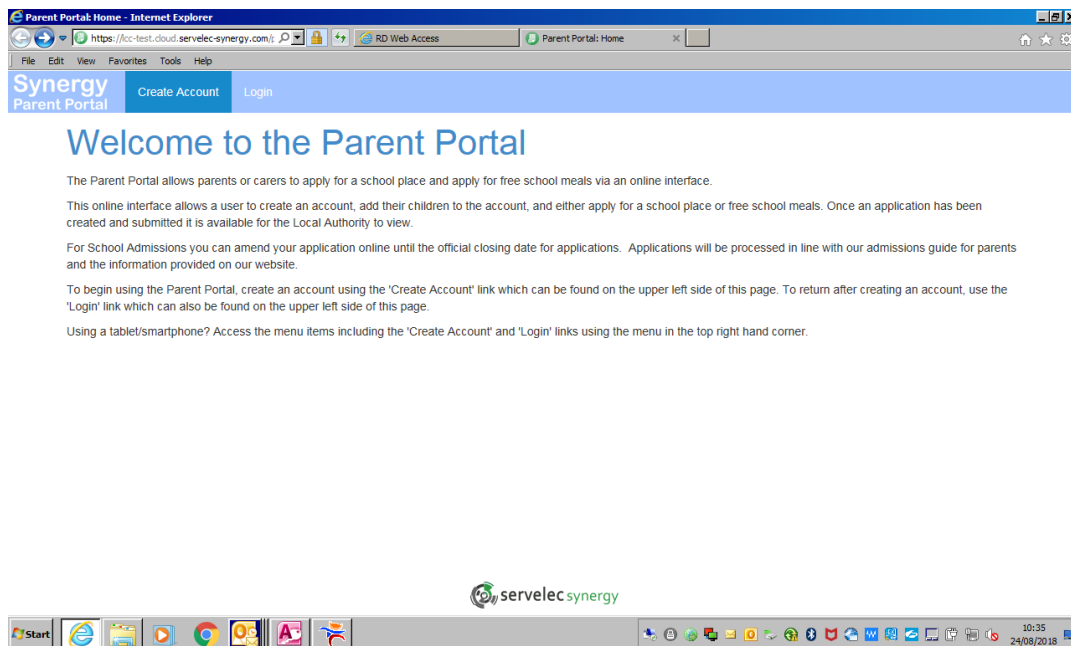 Parent Portal: Home - Internet Explorer
https://lcc-test.cloud.servelec-synergy.com/ RD Web Access Parent Portal: Home
File Edit View Favorites Tools Help
Synergy
Parent Portal
Create Account Login
Welcome to the Parent Portal
The Parent Portal allows parents or carers to apply for a school place and apply for free school meals via an online interface.
This online interface allows a user to create an account, add their children to the account, and either apply for a school place or free school meals. Once an application has been
created and submitted it is available for the Local Authority to view.
For School Admissions you can amend your application online until the official closing date for applications. Applications will be processed in line with our admissions guide for parents
and the information provided on our website.
To begin using the Parent Portal, create an account using the 'Create Account' link which can be found on the upper left side of this page. To return after creating an account, use the
'Login' link which can also be found on the upper left side of this page.
Using a tablet/smartphone? Access the menu items including the 'Create Account' and 'Login' links using the menu in the top right hand corner.
servelec synergy
Start
10:35
24/08/2018